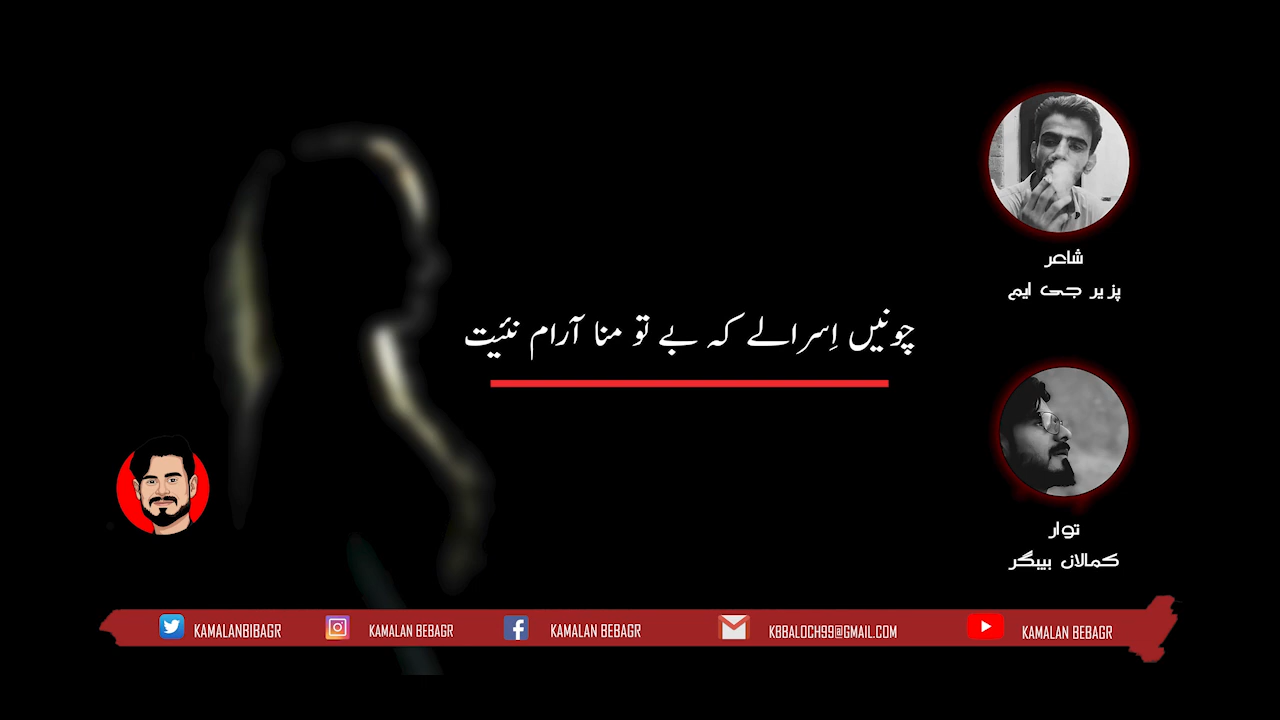 شاعر
پزیر جی ایم
چونیں اِسرالے کہ بے تو منا آرام نئیت
توار
کمالان بیبگر
KAMALANBIBAGR
KAMALAN BEBAGR
KAMALAN BEBAGR
KBBALOCH99@GMAIL.COM
KAMALAN BEBAGR